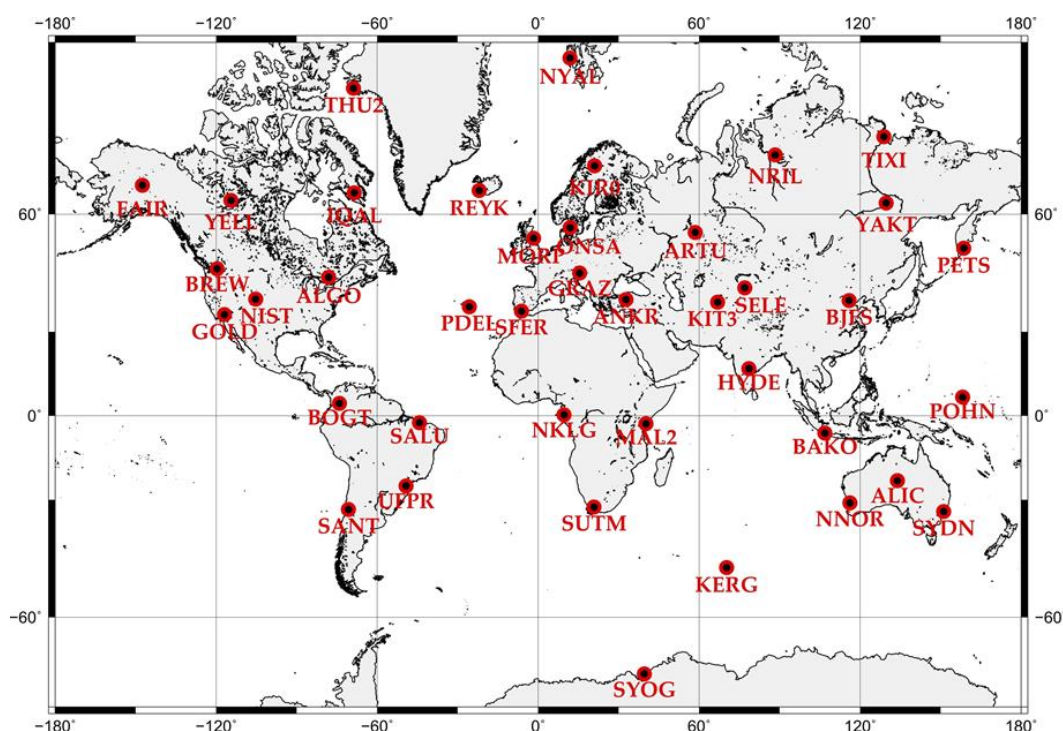 −180˚ −120˚ −60˚ 0˚ 60˚ 120˚ 180˚
NYAL
THU2
TIXI
NRIL
KIR0
FAIR
YELL
IQAL
REYK
60˚ 60˚
YAKT
ONSA
MORP
ARTU
PETS
BREW
ALGO
GRAZ
NIST
GOLD
PDEL
SFER
ANKR
KIT3
SELE
BJFS
HYDE
0˚ 0˚
BOGT
SALU
NKLG
MAL2
POHN
BAKO
UFPR
SANT
SUTM
NNOR
ALIC
SYDN
KERG
−60˚ −60˚
SYOG
−180˚ −120˚ −60˚ 0˚ 60˚ 120˚ 180˚